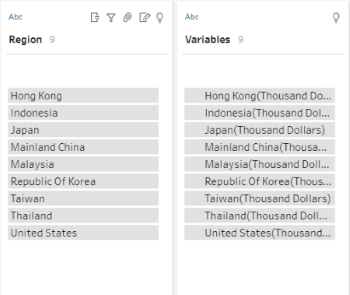 Abc
Abc
Region 9
Variables 9
Hong Kong
Hong Kong(Thousand Do...
Indonesia
Indonesia(Thousand Dol...
Japan
Japan(Thousand Dollars)
Mainland China
Mainland China(Thousa...
Malaysia
Malaysia(Thousand Doll...
Republic Of Korea
Republic Of Korea(Thous...
Taiwan
Taiwan(Thousand Dollars)
Thailand
Thailand(Thousand Doll...
United States
United States(Thousand...